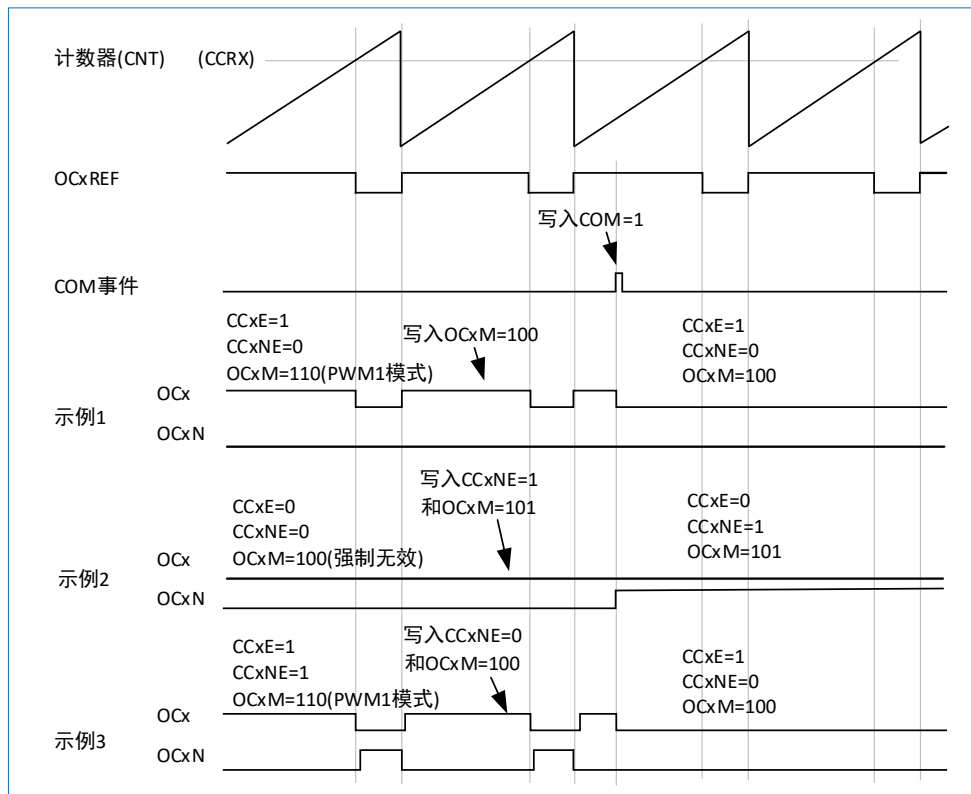 计数器(CNT) (CCRX)
OCxREF
写入COM=1
COM事件
CCxE=1
CCxNE=0
OCxM=110(PWM1模式)
写入OCxM=100
CCxE=1
CCxNE=0
OCxM=100
OCx
示例1
OCxN
CCxE=0
CCxNE=0
OCxM=100(强制无效)
写入CCxNE=1
和OCxM=101
CCxE=0
CCxNE=1
OCxM=101
OCx
示例2
OCxN
CCxE=1
CCxNE=1
OCxM=110(PWM1模式)
写入CCxNE=0
和OCxM=100
CCxE=1
CCxNE=0
OCxM=100
OCx
示例3
OCxN